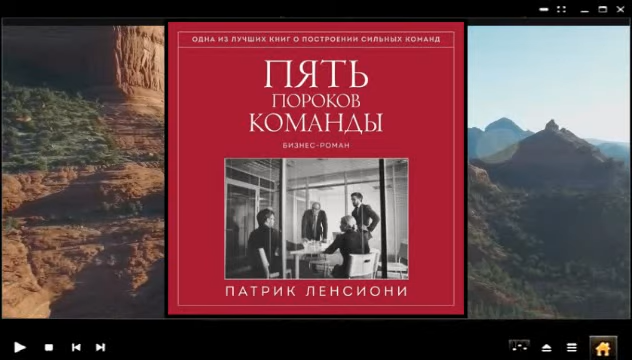 ОДНА ИЗ ЛУЧШИХ КНИГ О ПОСТРОЕНИИ СИЛЬНЫХ КОМАНД
ПЯТЬ
ПОРОКОВ
КОМАНДЫ
БИЗНЕС-РОМАН
ПАТРИК ЛЕНСИОНИ